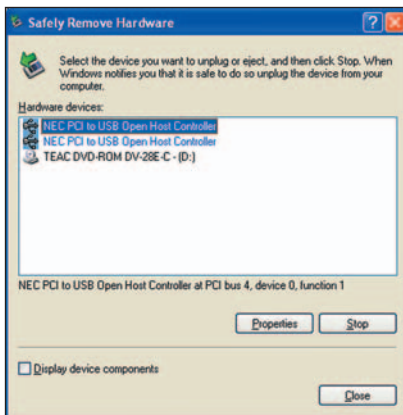 Safely Remove Hardware
Select the device you want to unplug or eject, and then click Stop. When
Windows notifies you that it is safe to do so unplug the device from your
computer.
Hardware devices:
NEC PCI to USB Open Host Controller
NEC PCI to USB Open Host Controller
TEAC DVD-ROM DV-28E-C - (D:)
NEC PCI to USB Open Host Controller at PCI bus 4, device 0, function 1
Properties Stop
Display device components
Close